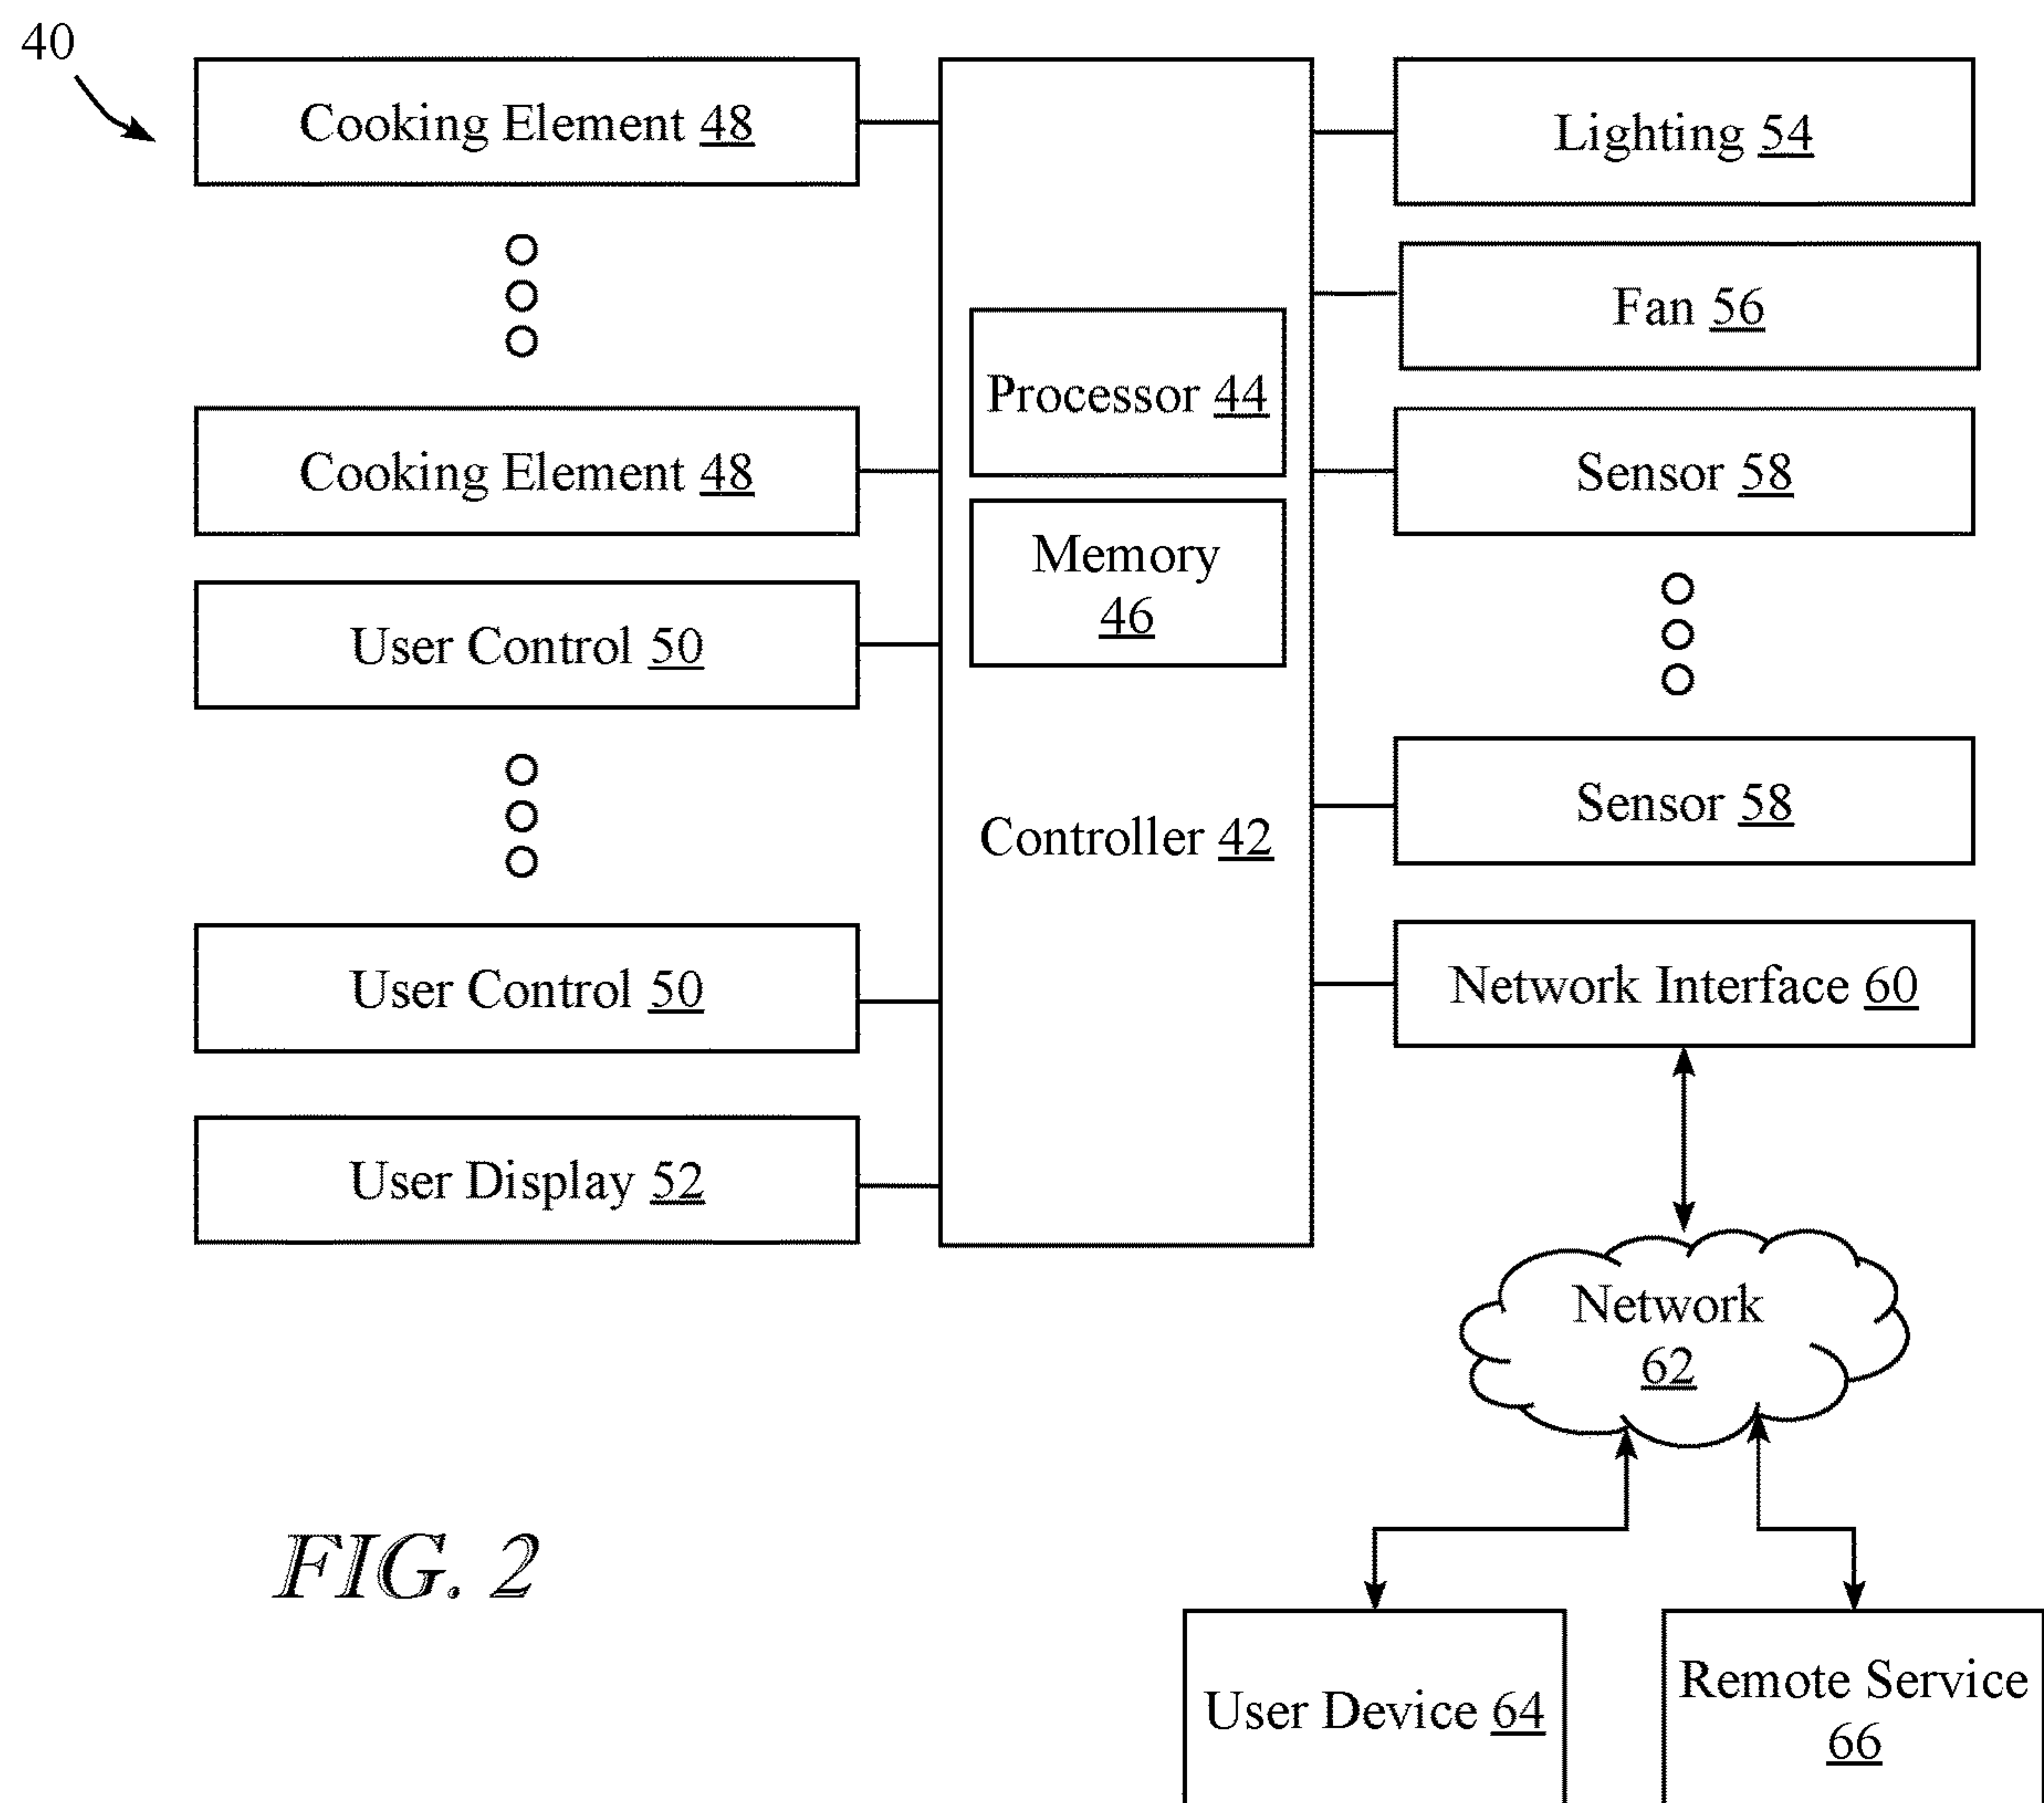 40
Cooking Element 48
Cooking Element 48
User Control 50
User Control 50
User Display 52
Processor 44
Memory
46
Controller 42
Lighting 54
Fan 56
Sensor 58
Sensor 58
Network Interface 60
Network
62
User Device 64
Remote Service
66
FIG. 2